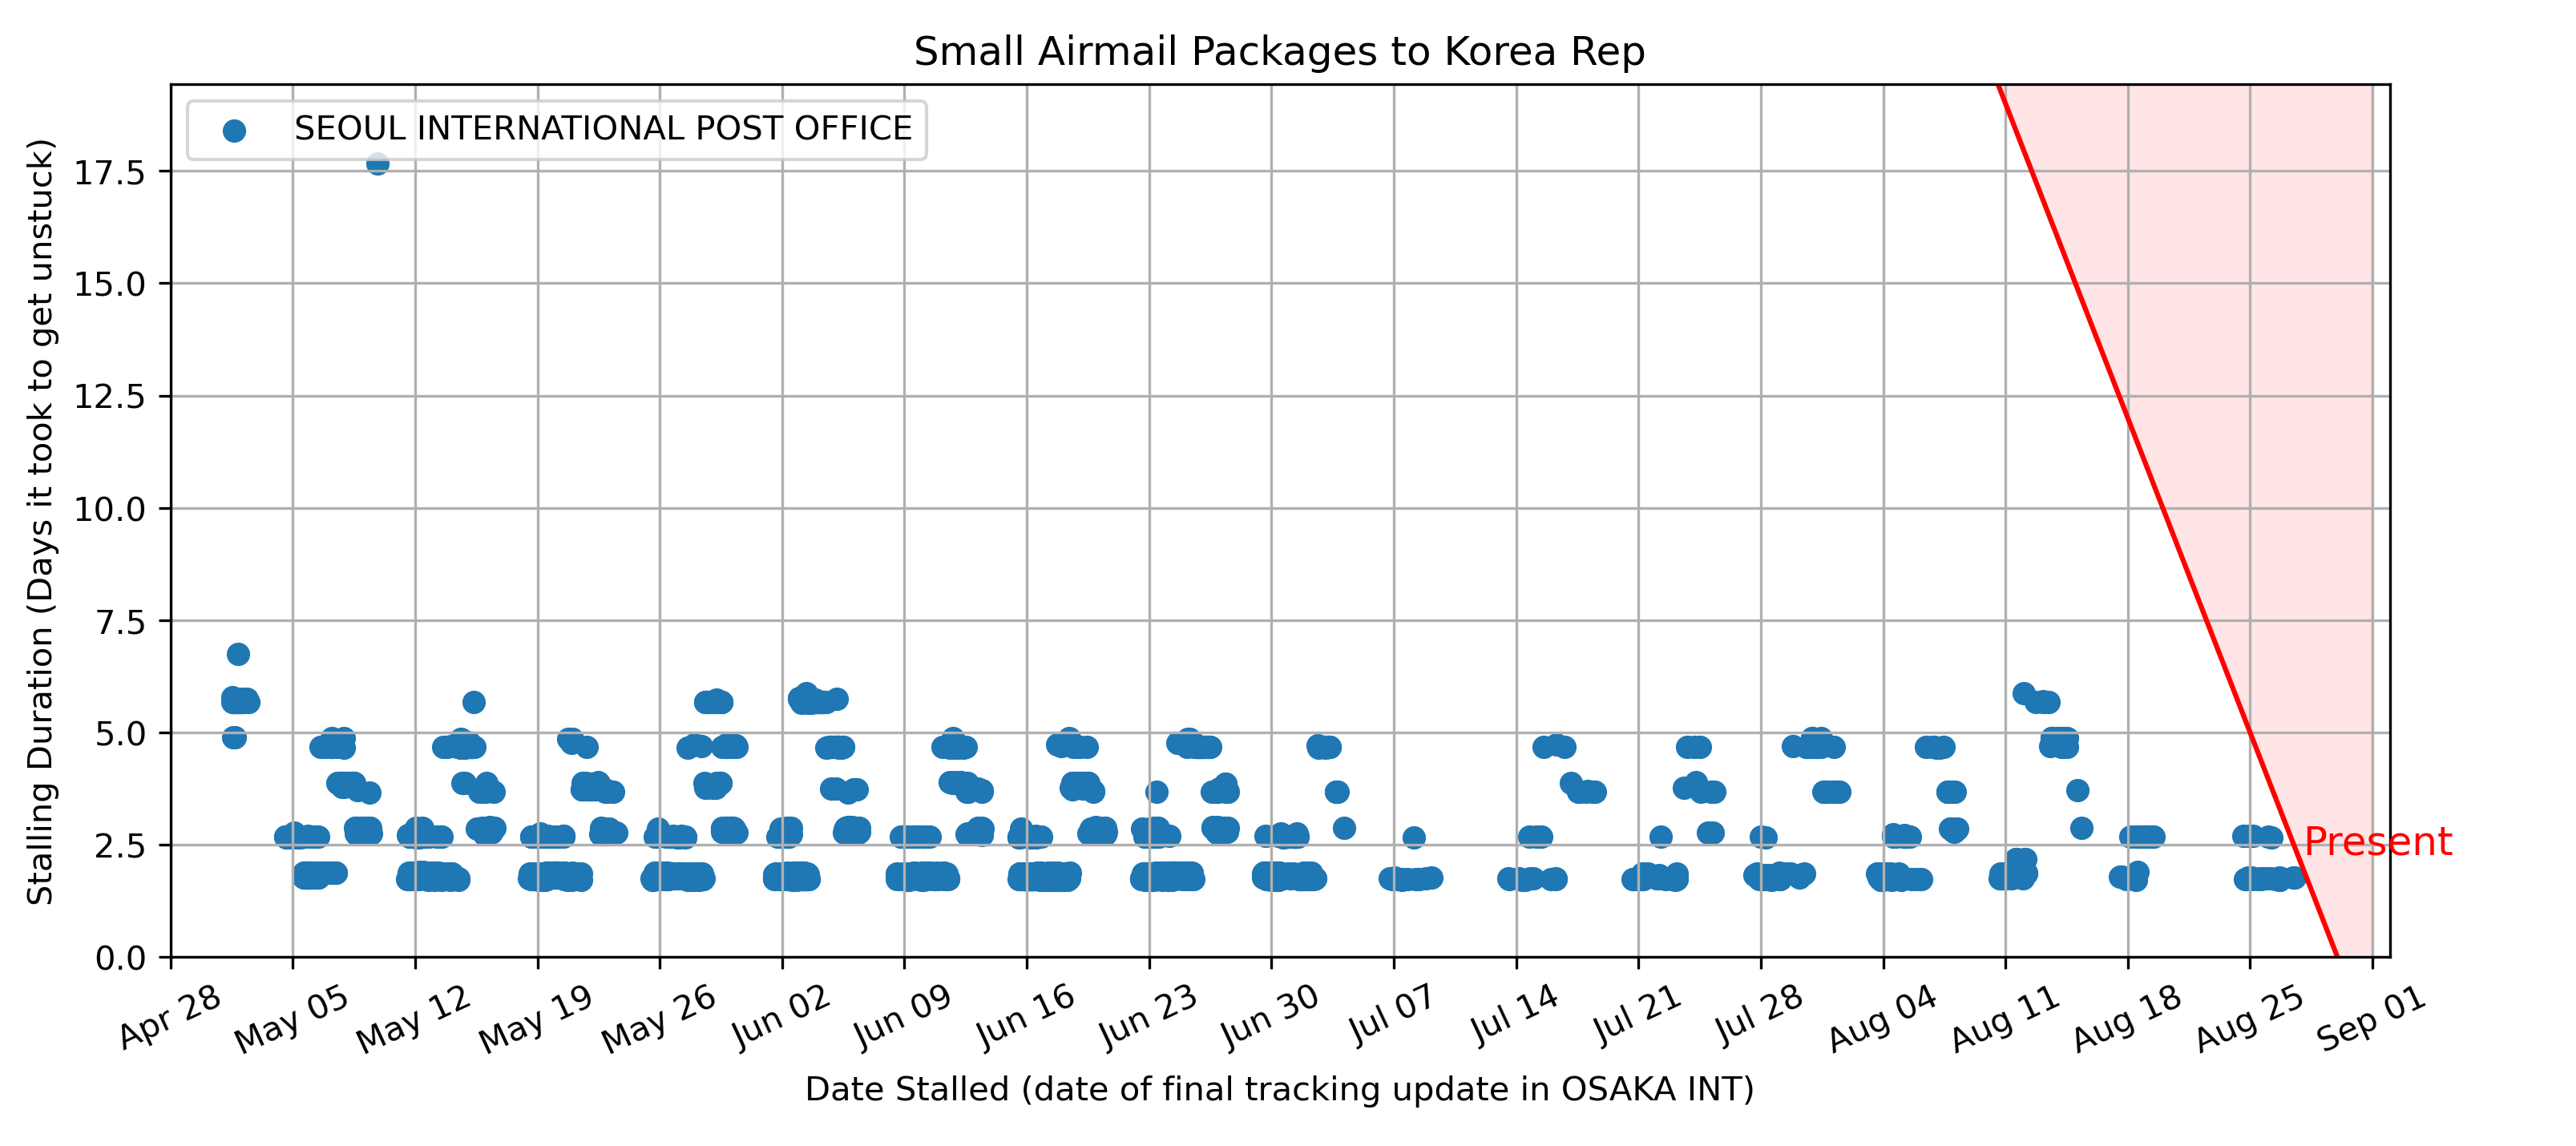 Small Airmail Packages to Korea Rep
SEOUL INTERNATIONAL POST OFFICE
Stalling Duration (Days it took to get unstuck)
17.5
15.0
12.5
10.0
7.5
5.0
2.5
0.0
Present
Apr 28
May 05
May 12
May 19
May 26
Jun 02
Jun 09
Jun 16
Jun 23
Jun 30
Jul 07
Jul 14
Jul 21
Jul 28
Aug 04
Aug 11
Aug 18
Aug 25
Sep 01
Date Stalled (date of final tracking update in OSAKA INT)